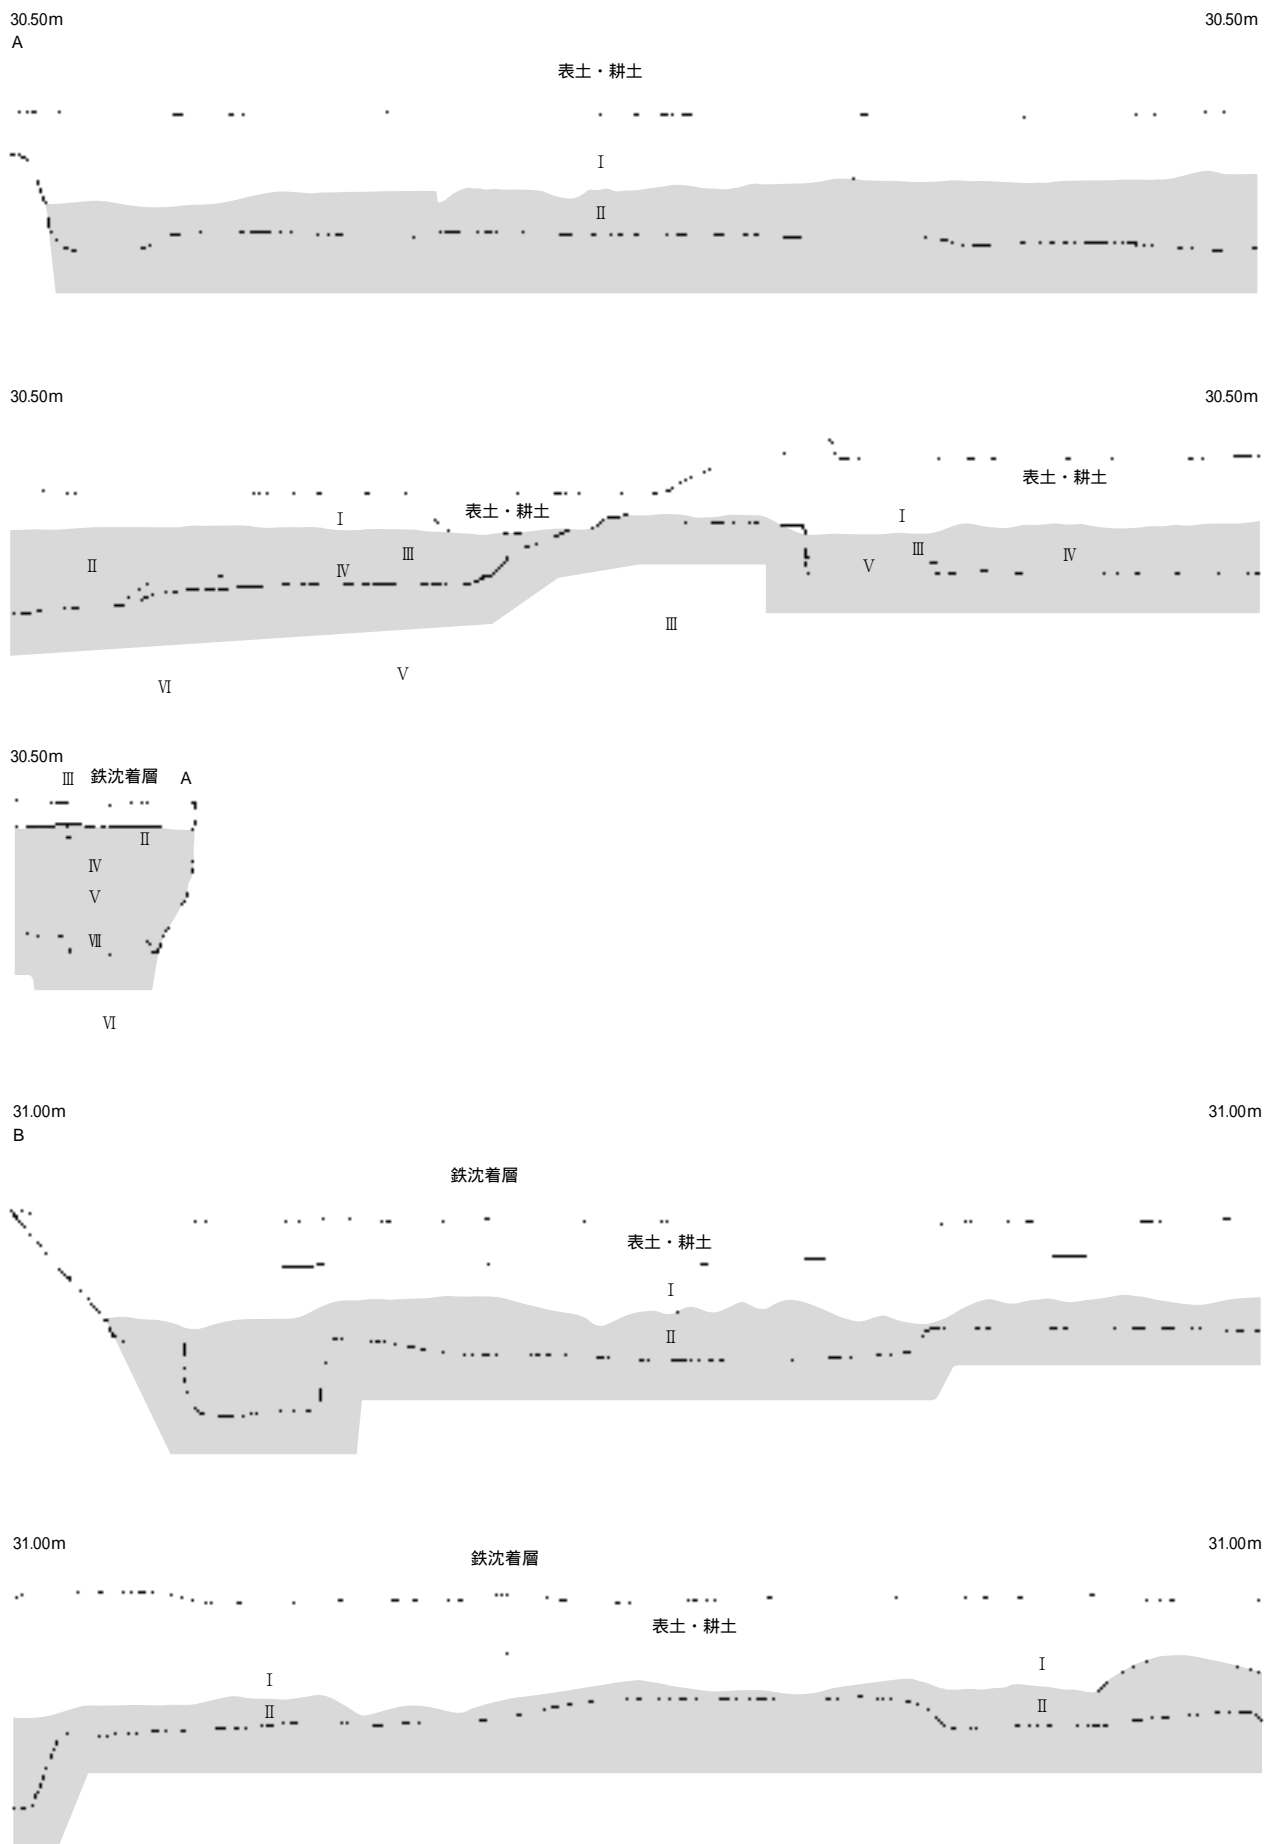 30.50m 30.50m
A
表土・耕土
Ⅰ
Ⅱ
30.50m 30.50m
表土・耕土
表土・耕土
Ⅰ Ⅰ
Ⅲ Ⅲ Ⅳ
Ⅱ Ⅳ Ⅴ
Ⅲ
Ⅴ
Ⅵ
30.50m
Ⅲ 鉄沈着層 A
Ⅱ
Ⅳ
Ⅴ
Ⅶ
Ⅵ
31.00m 31.00m
B
鉄沈着層
表土・耕土
Ⅰ
Ⅱ
31.00m 31.00m
鉄沈着層
表土・耕土
Ⅰ Ⅰ
Ⅱ Ⅱ